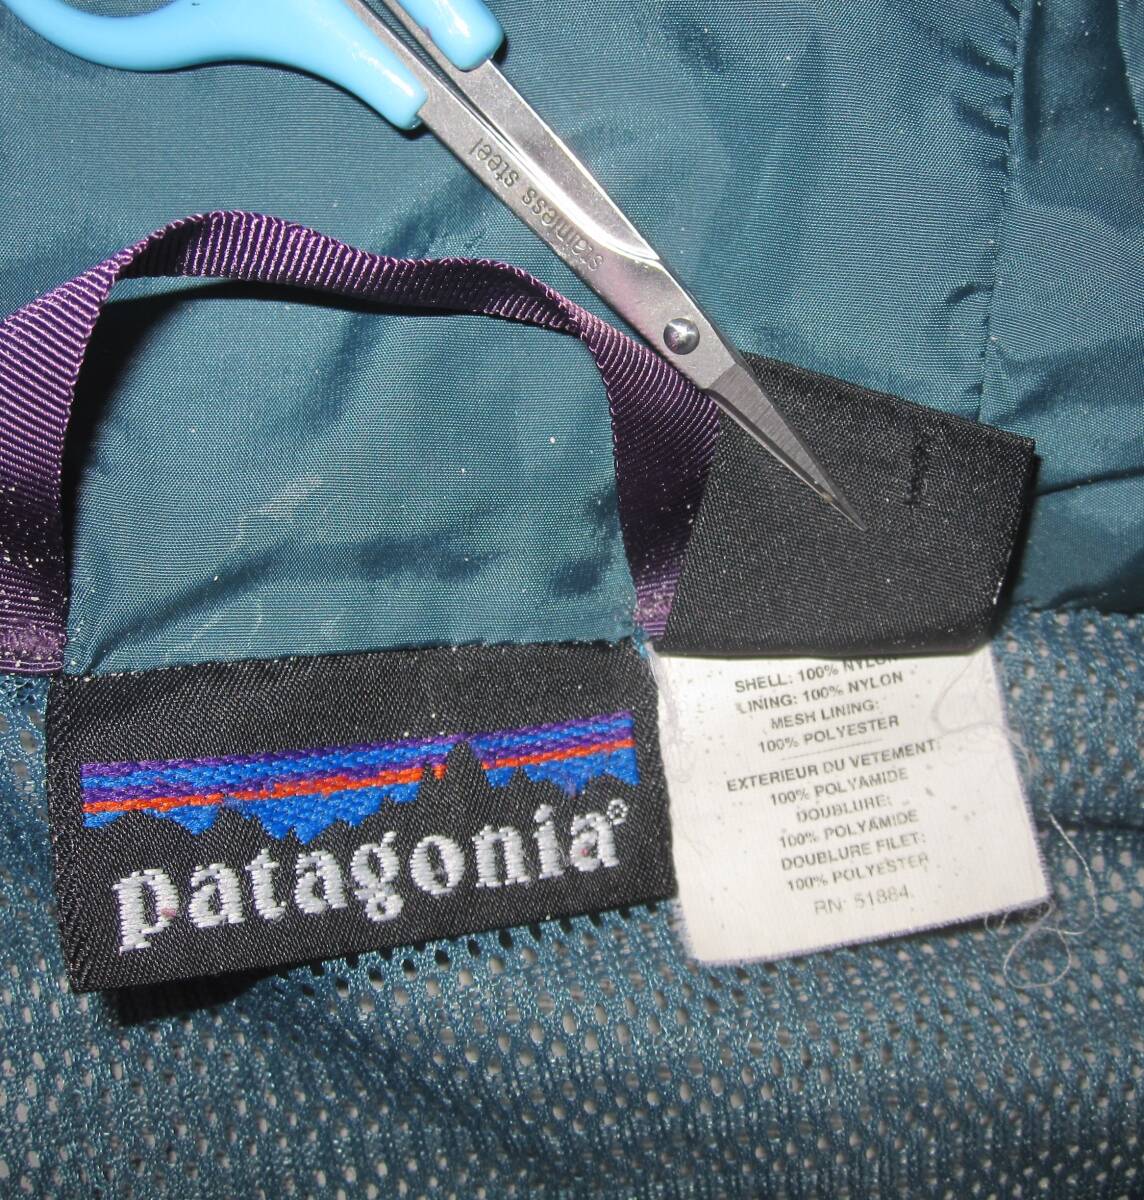 stainless steel
patagonia®
SHELL: 100% NYLON
LINING: 100% NYLON
MESH LINING:
100% POLYESTER
EXTERIEUR DU VETEMENT:
100% POLYAMIDE
DOUBLURE:
100% POLYAMIDE
DOUBLURE FILET:
100% POLYESTER
RN: 51884.